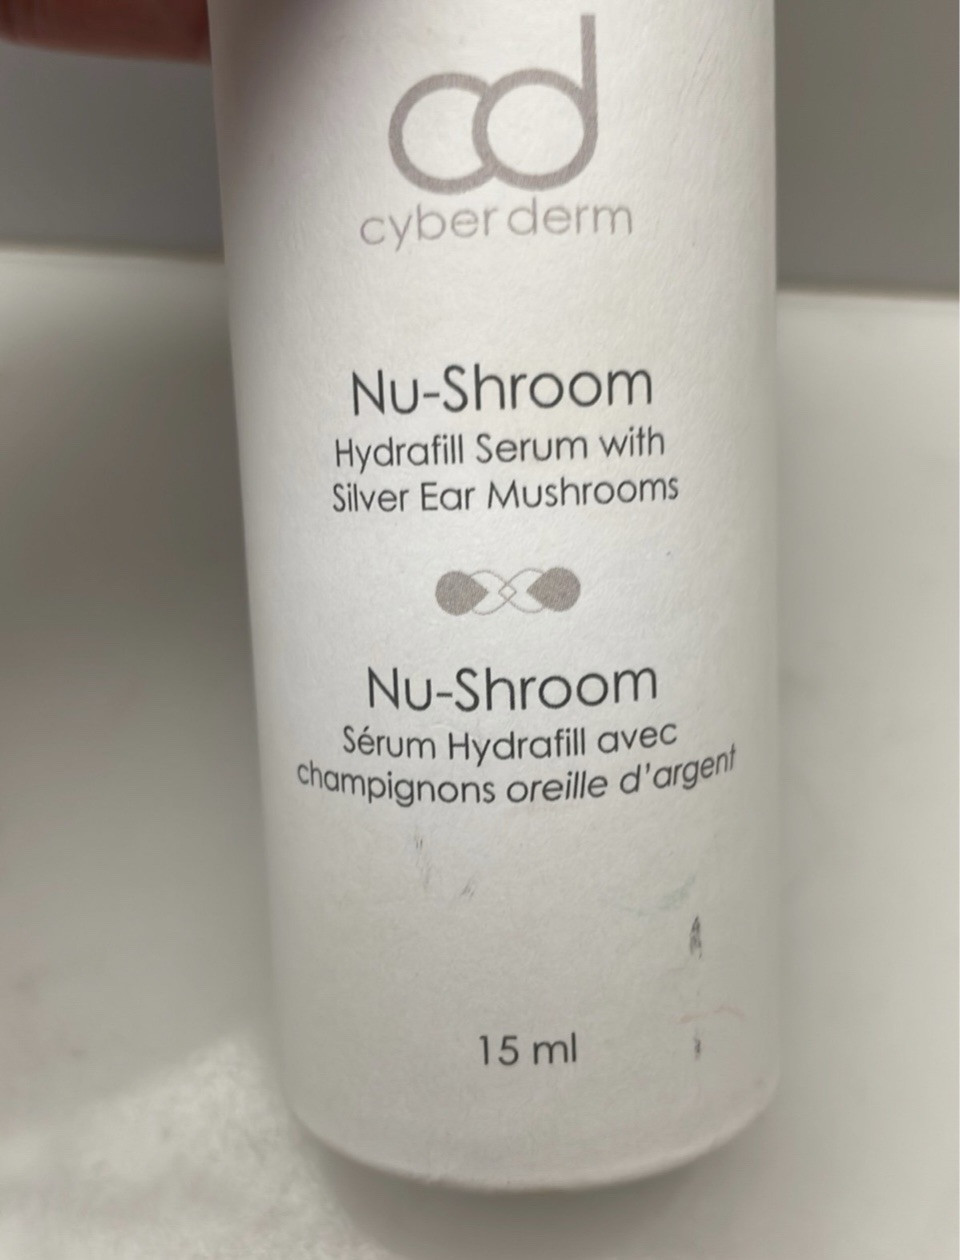 cd
cyber derm
Nu-Shroom
Hydrafill Serum with
Silver Ear Mushrooms
Nu-Shroom
Sérum Hydrafill avec
champignons oreille d'argent
15 ml